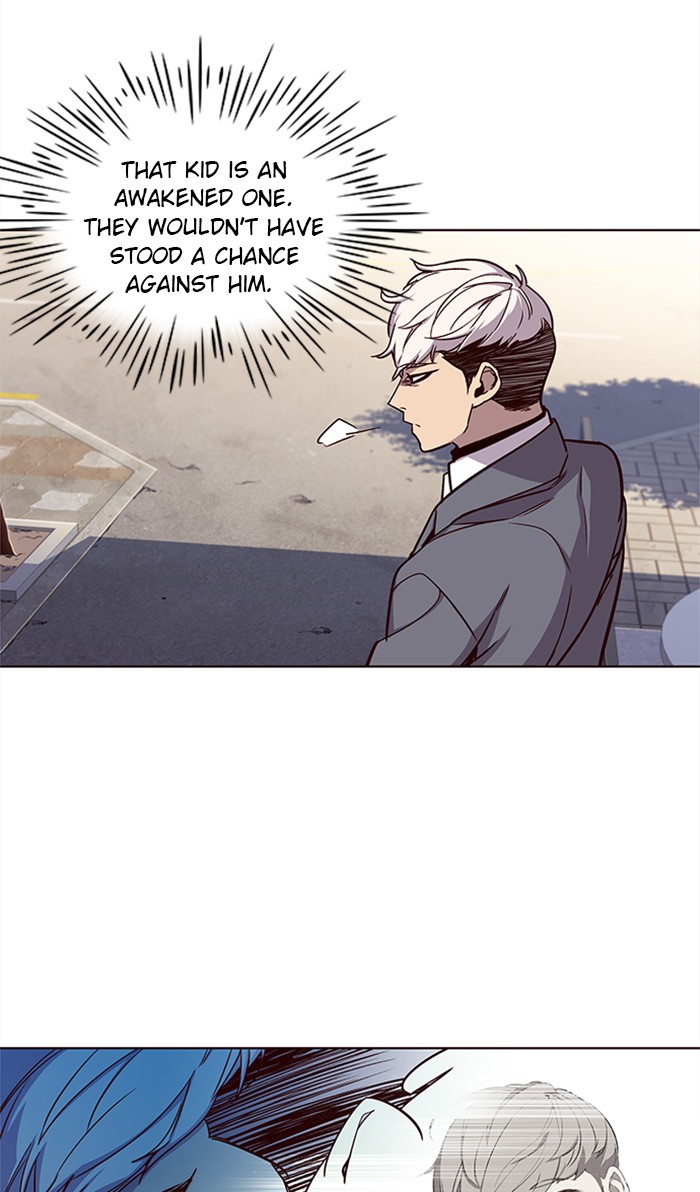 THAT KID IS AN
AWAKENED ONE.
THEY WOULDN'T HAVE
STOOD A CHANCE
AGAINST HIM.